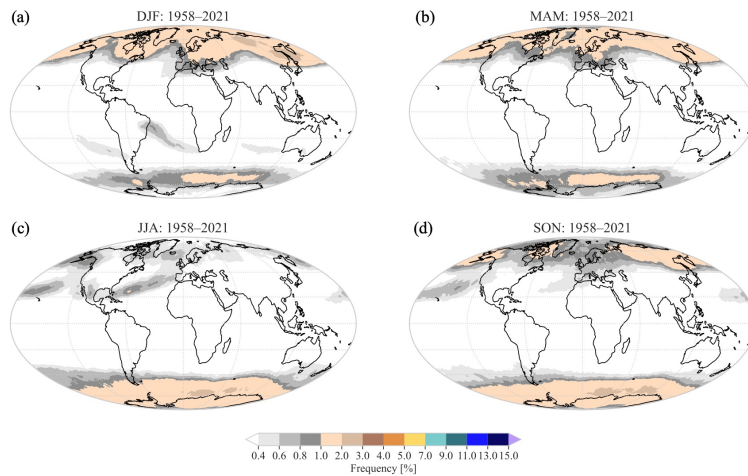 (a)
DJF: 1958–2021
(b)
MAM: 1958–2021
(c)
JJA: 1958–2021
(d)
SON: 1958–2021
0.4 0.6 0.8 1.0 2.0 3.0 4.0 5.0 6.0 7.0 9.0 11.0 13.0 15.0
Frequency [%]